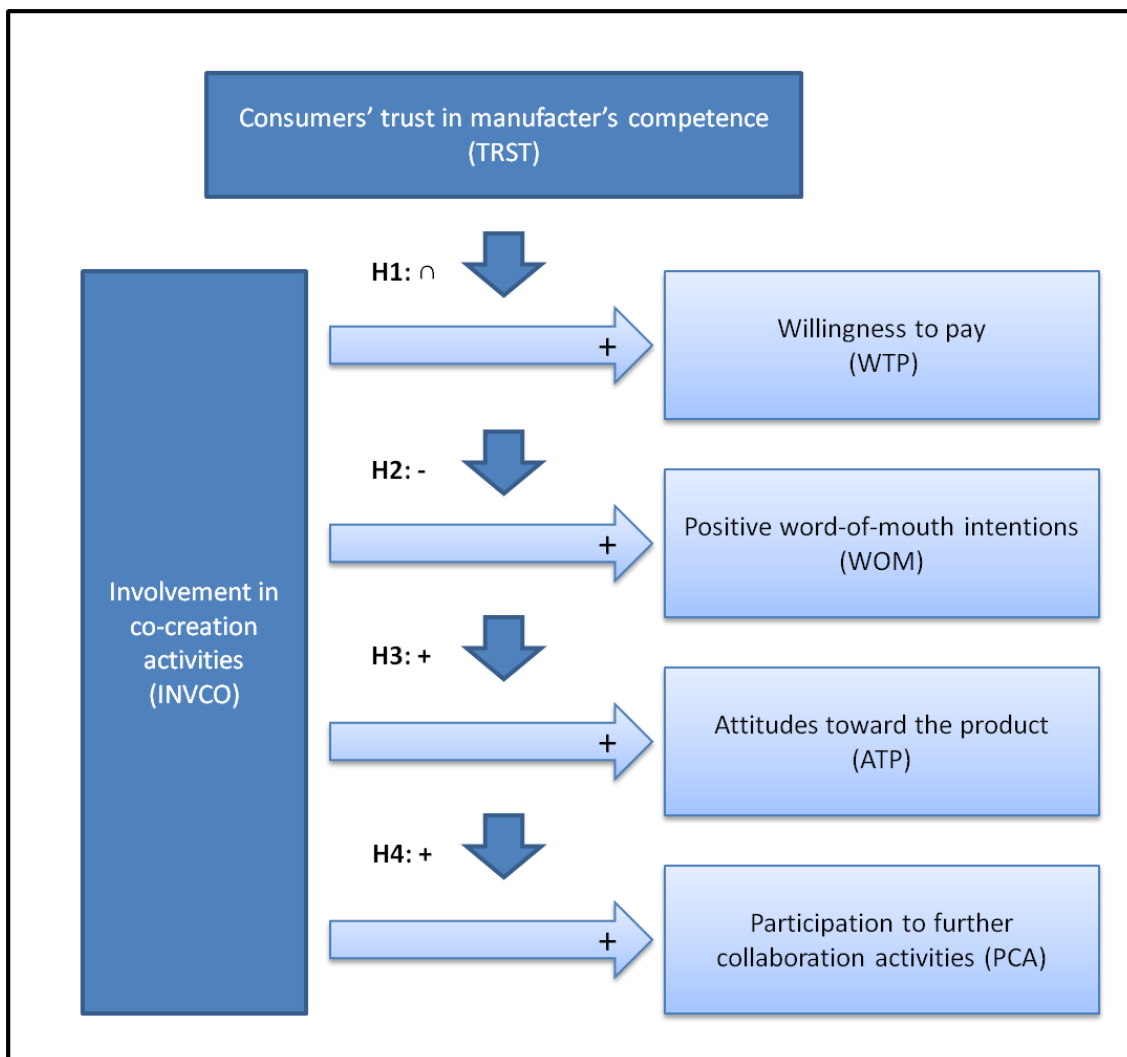 Consumers’ trust in manufacter’s competence
(TRST)
H1: ∩
+
Willingness to pay
(WTP)
H2: -
+
Positive word-of-mouth intentions
(WOM)
Involvement in
co-creation
activities
(INVCO)
H3: +
+
Attitudes toward the product
(ATP)
H4: +
+
Participation to further
collaboration activities (PCA)